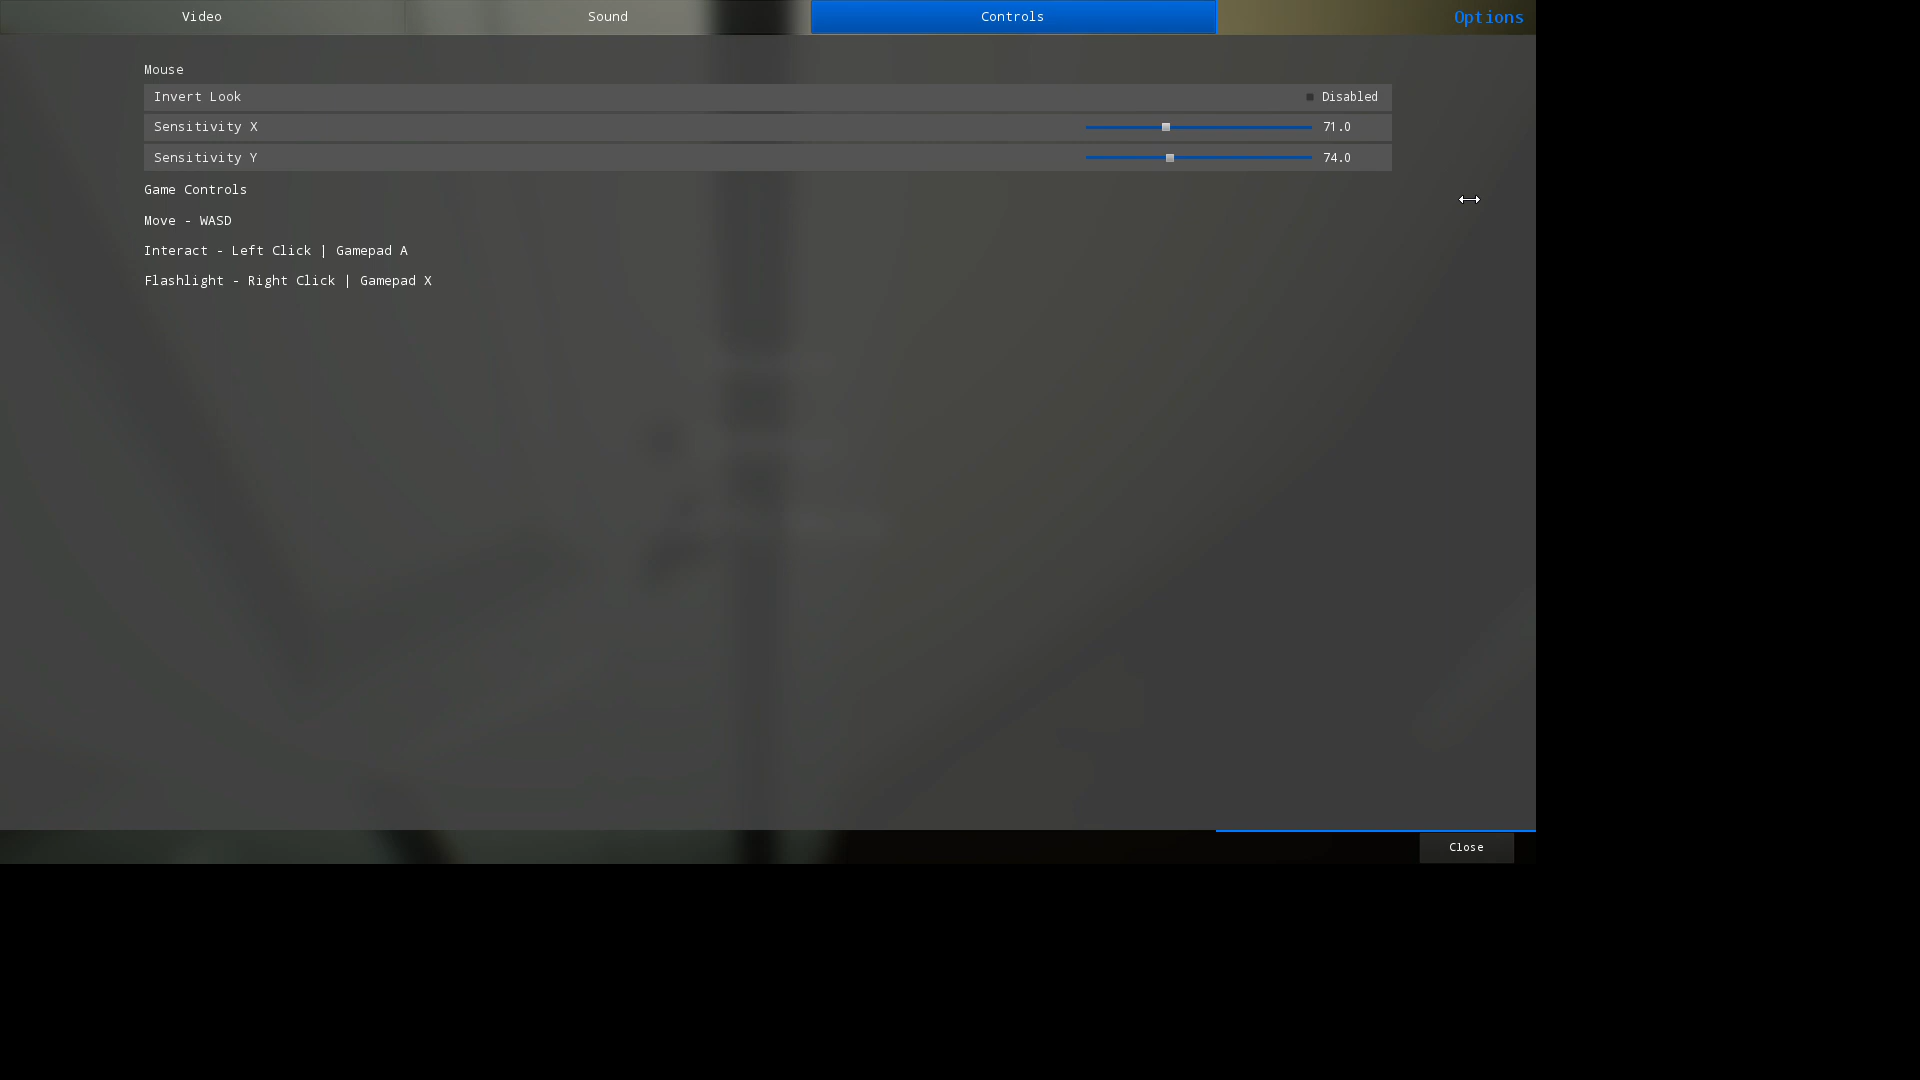 Video Sound Controls Options
Mouse
Invert Look Disabled
Sensitivity X 71.0
Sensitivity Y 74.0
Game Controls
Move - WASD
Interact - Left Click | Gamepad A
Flashlight - Right Click | Gamepad X
Close